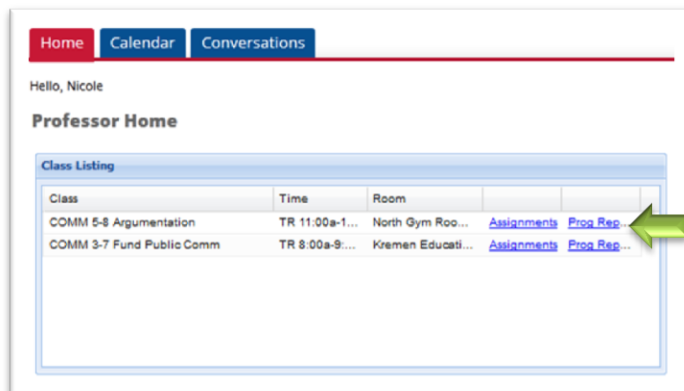 Home Calendar Conversations
Hello, Nicole
Professor Home
Class Listing
Class Time Room
COMM 5-8 Argumentation TR 11:00a-1... North Gym Roo... Assignments Prog Rep...
COMM 3-7 Fund Public Comm TR 8:00a-9:... Kremen Educati... Assignments Prog Rep...